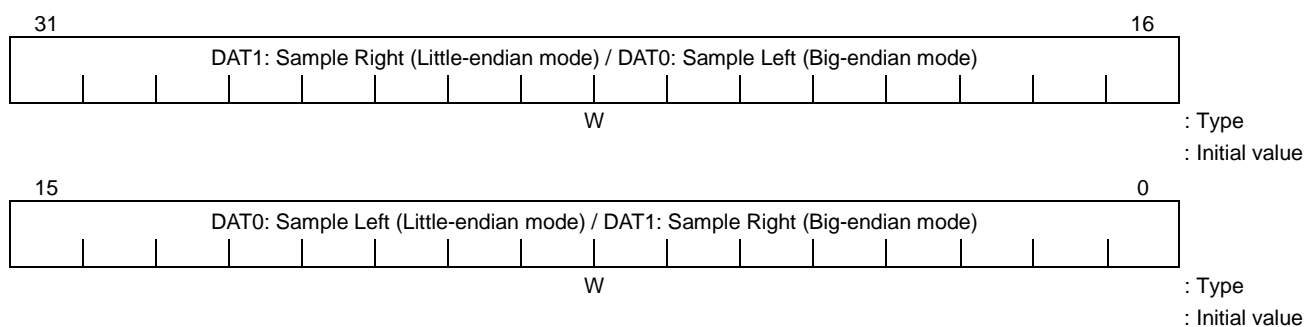 31 16
DAT1: Sample Right (Little-endian mode) / DAT0: Sample Left (Big-endian mode)
W : Type
: Initial value
15 0
DAT0: Sample Left (Little-endian mode) / DAT1: Sample Right (Big-endian mode)
W : Type
: Initial value